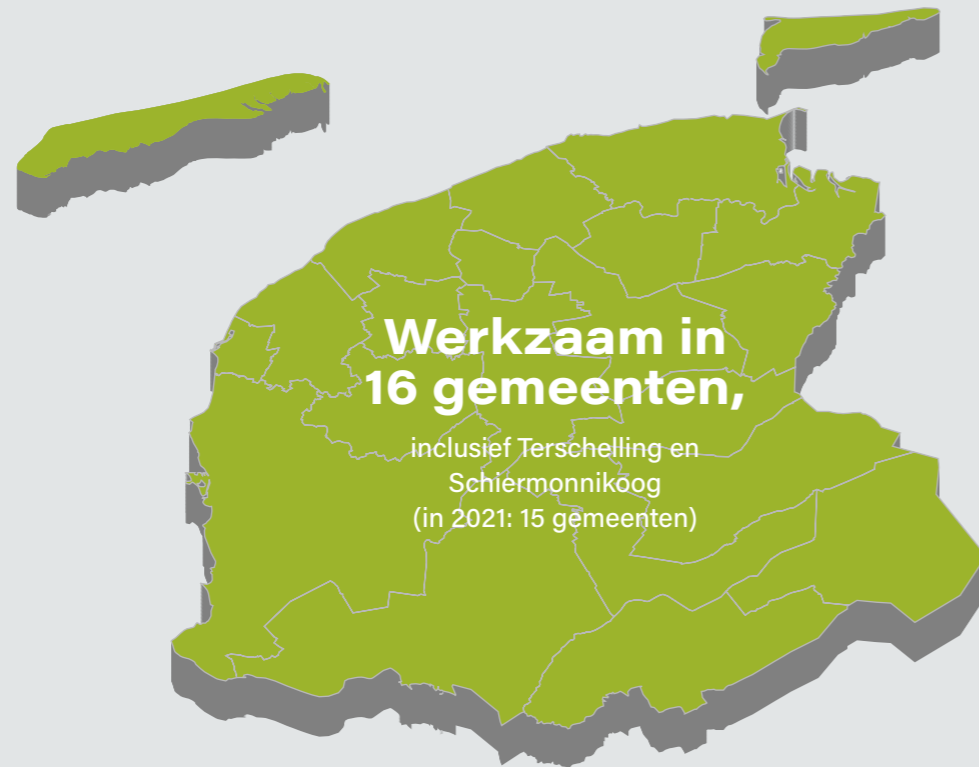 Werkzaam in
16 gemeenten,
inclusief Terschelling en
Schiermonnikoog
(in 2021: 15 gemeenten)